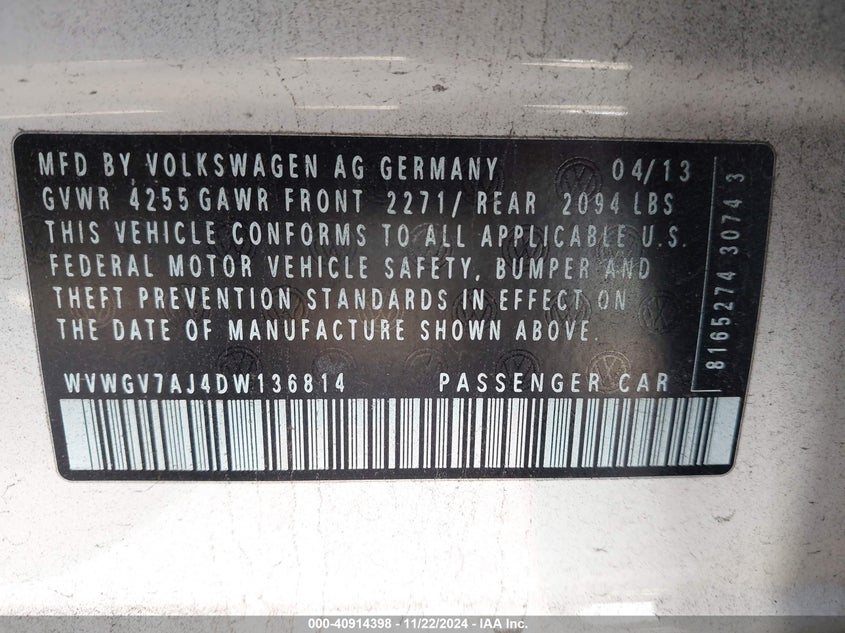 MFD BY VOLKSWAGEN AG GERMANY 04/13
GVWR 4255 GAWR FRONT 2271/ REAR 2094 LBS
THIS VEHICLE CONFORMS TO ALL APPLICABLE U.S.
FEDERAL MOTOR VEHICLE SAFETY, BUMPER AND
THEFT PREVENTION STANDARDS IN EFFECT ON
THE DATE OF MANUFACTURE SHOWN ABOVE.
WVWGV7AJ4DW136814 PASSENGER CAR
8165274 3074 3
000-40914398 - 11/22/2024 - © IAA Inc.